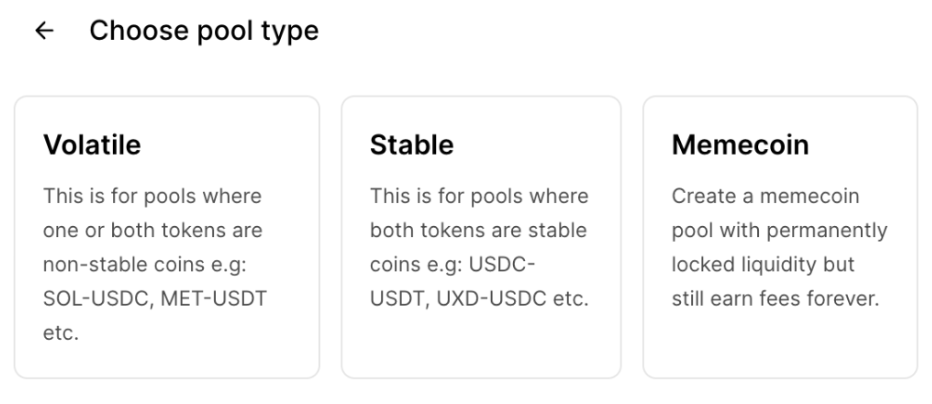 Choose pool type
Volatile
This is for pools where
one or both tokens are
non-stable coins e.g:
SOL-USDC, MET-USDT
etc.
Stable
This is for pools where
both tokens are stable
coins e.g: USDC-
USDT, UXD-USDC etc.
Memecoin
Create a memecoin
pool with permanently
locked liquidity but
still earn fees forever.